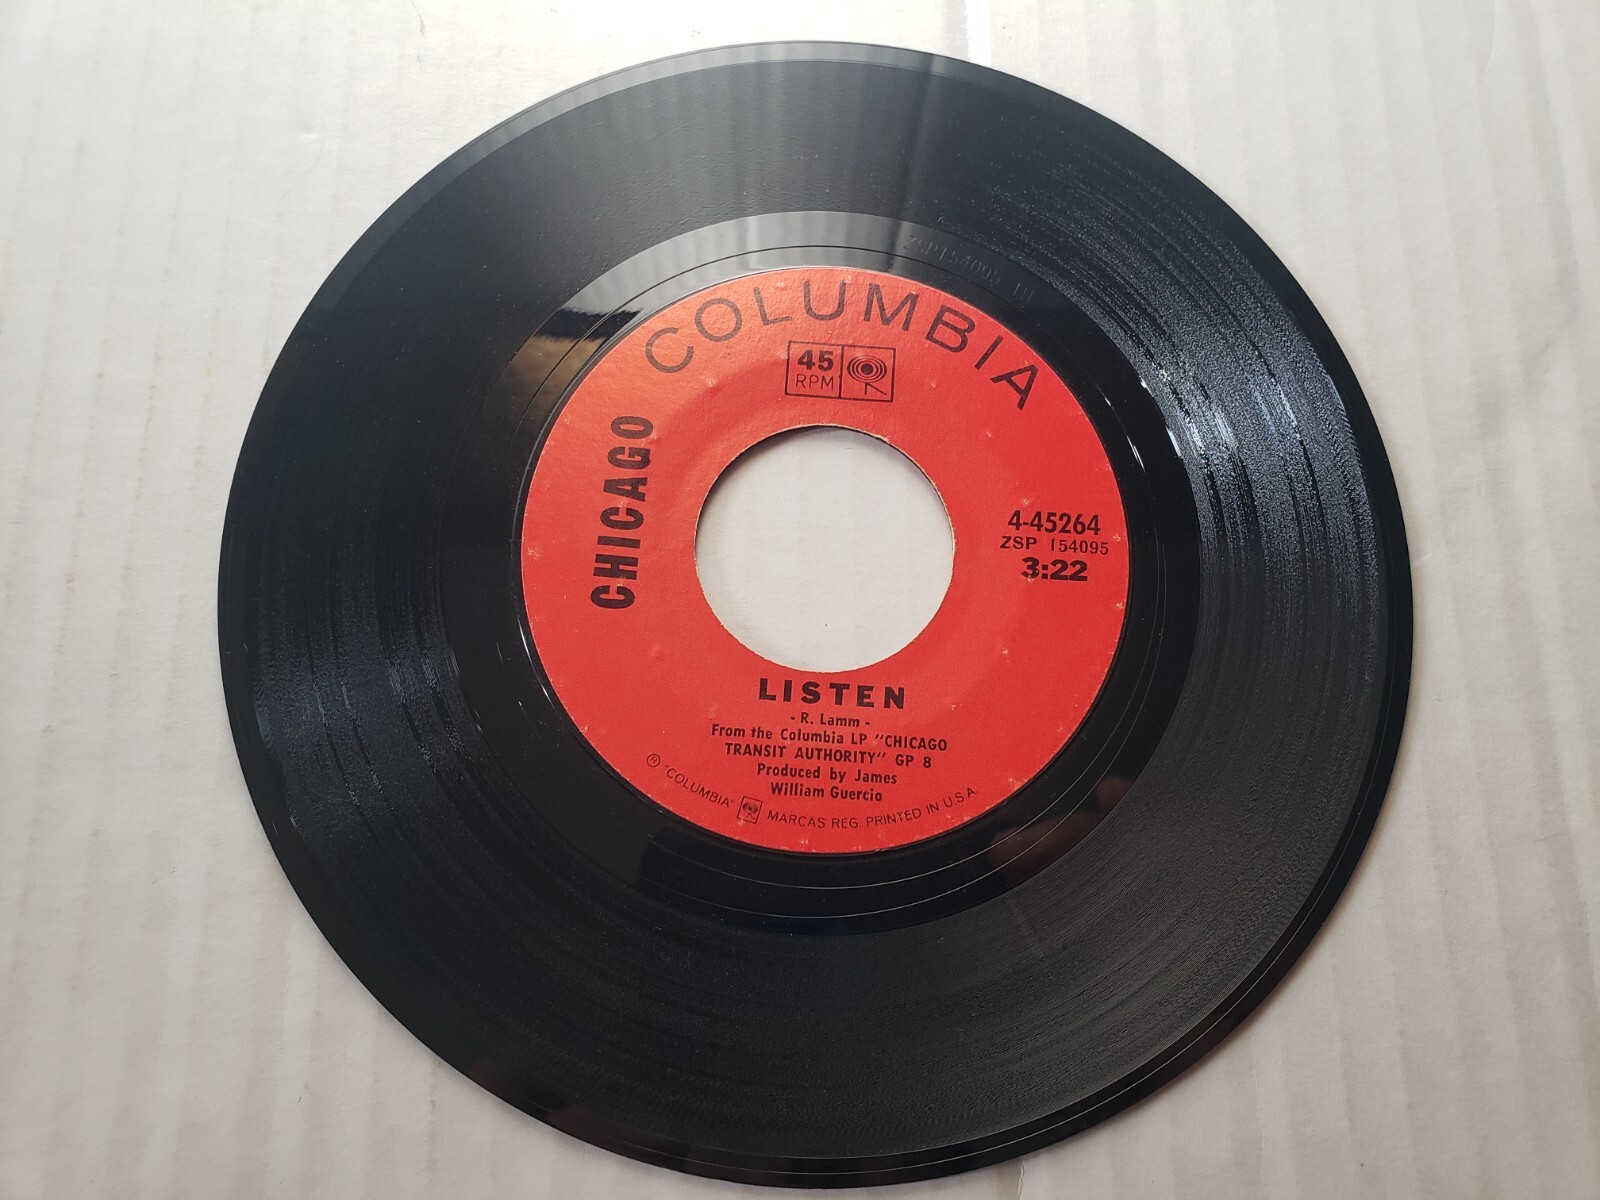 COLUMBIA
45
RPM
CHICAGO
4-45264
ZSP 154095
3:22
LISTEN
- R. Lamm -
From the Columbia LP "CHICAGO
TRANSIT AUTHORITY" GP 8
Produced by James
William Guercio
® "COLUMBIA" MARCAS REG. PRINTED IN U.S.A.
ZSP154095